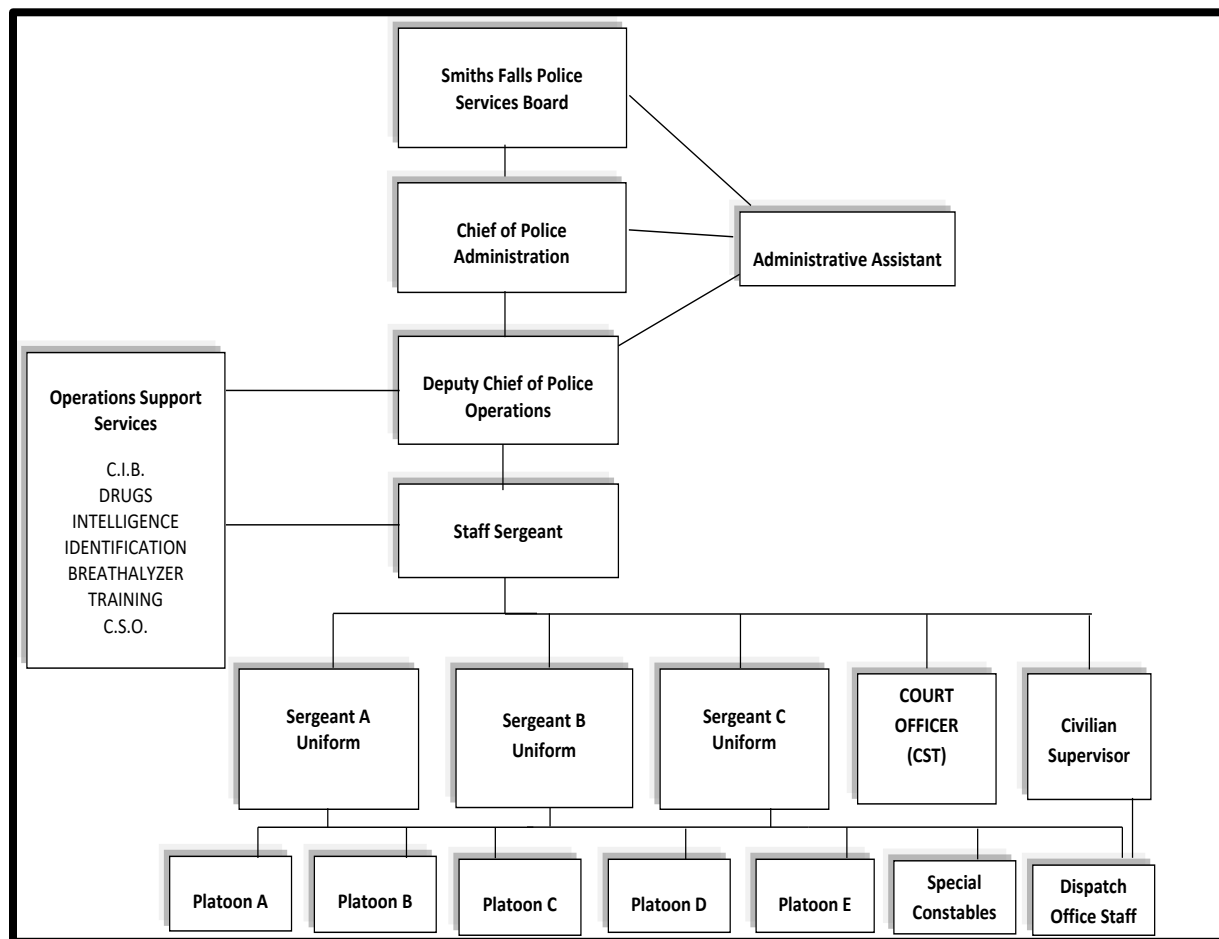 Smiths Falls Police
Services Board
Chief of Police
Administration
Administrative Assistant
Deputy Chief of Police
Operations
Operations Support
Services
C.I.B.
DRUGS
INTELLIGENCE
IDENTIFICATION
BREATHALYZER
TRAINING
C.S.O.
Staff Sergeant
Sergeant A
Uniform
Sergeant B
Uniform
Sergeant C
Uniform
COURT
OFFICER
(CST)
Civilian
Supervisor
Platoon A
Platoon B
Platoon C
Platoon D
Platoon E
Special
Constables
Dispatch
Office Staff